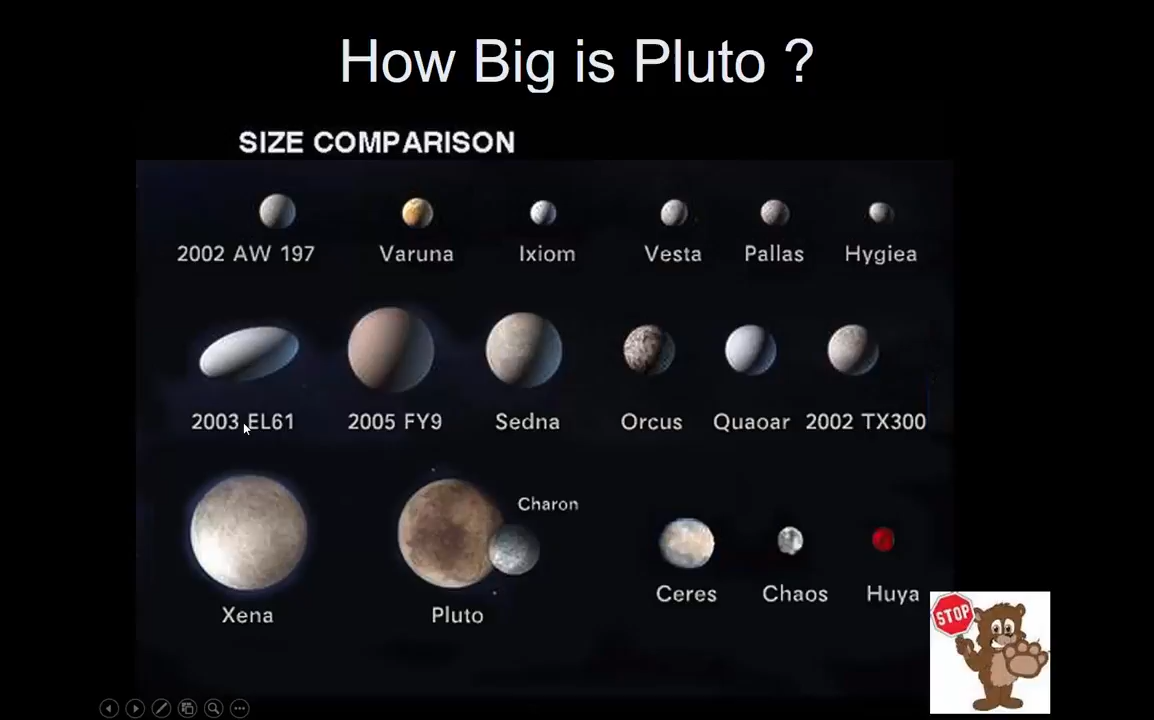 How Big is Pluto ?
SIZE COMPARISON
2002 AW 197 Varuna Ixiom Vesta Pallas Hygiea
2003 EL61 2005 FY9 Sedna Orcus Quaoar 2002 TX300
Charon
Ceres Chaos Huya
Xena Pluto
STOP